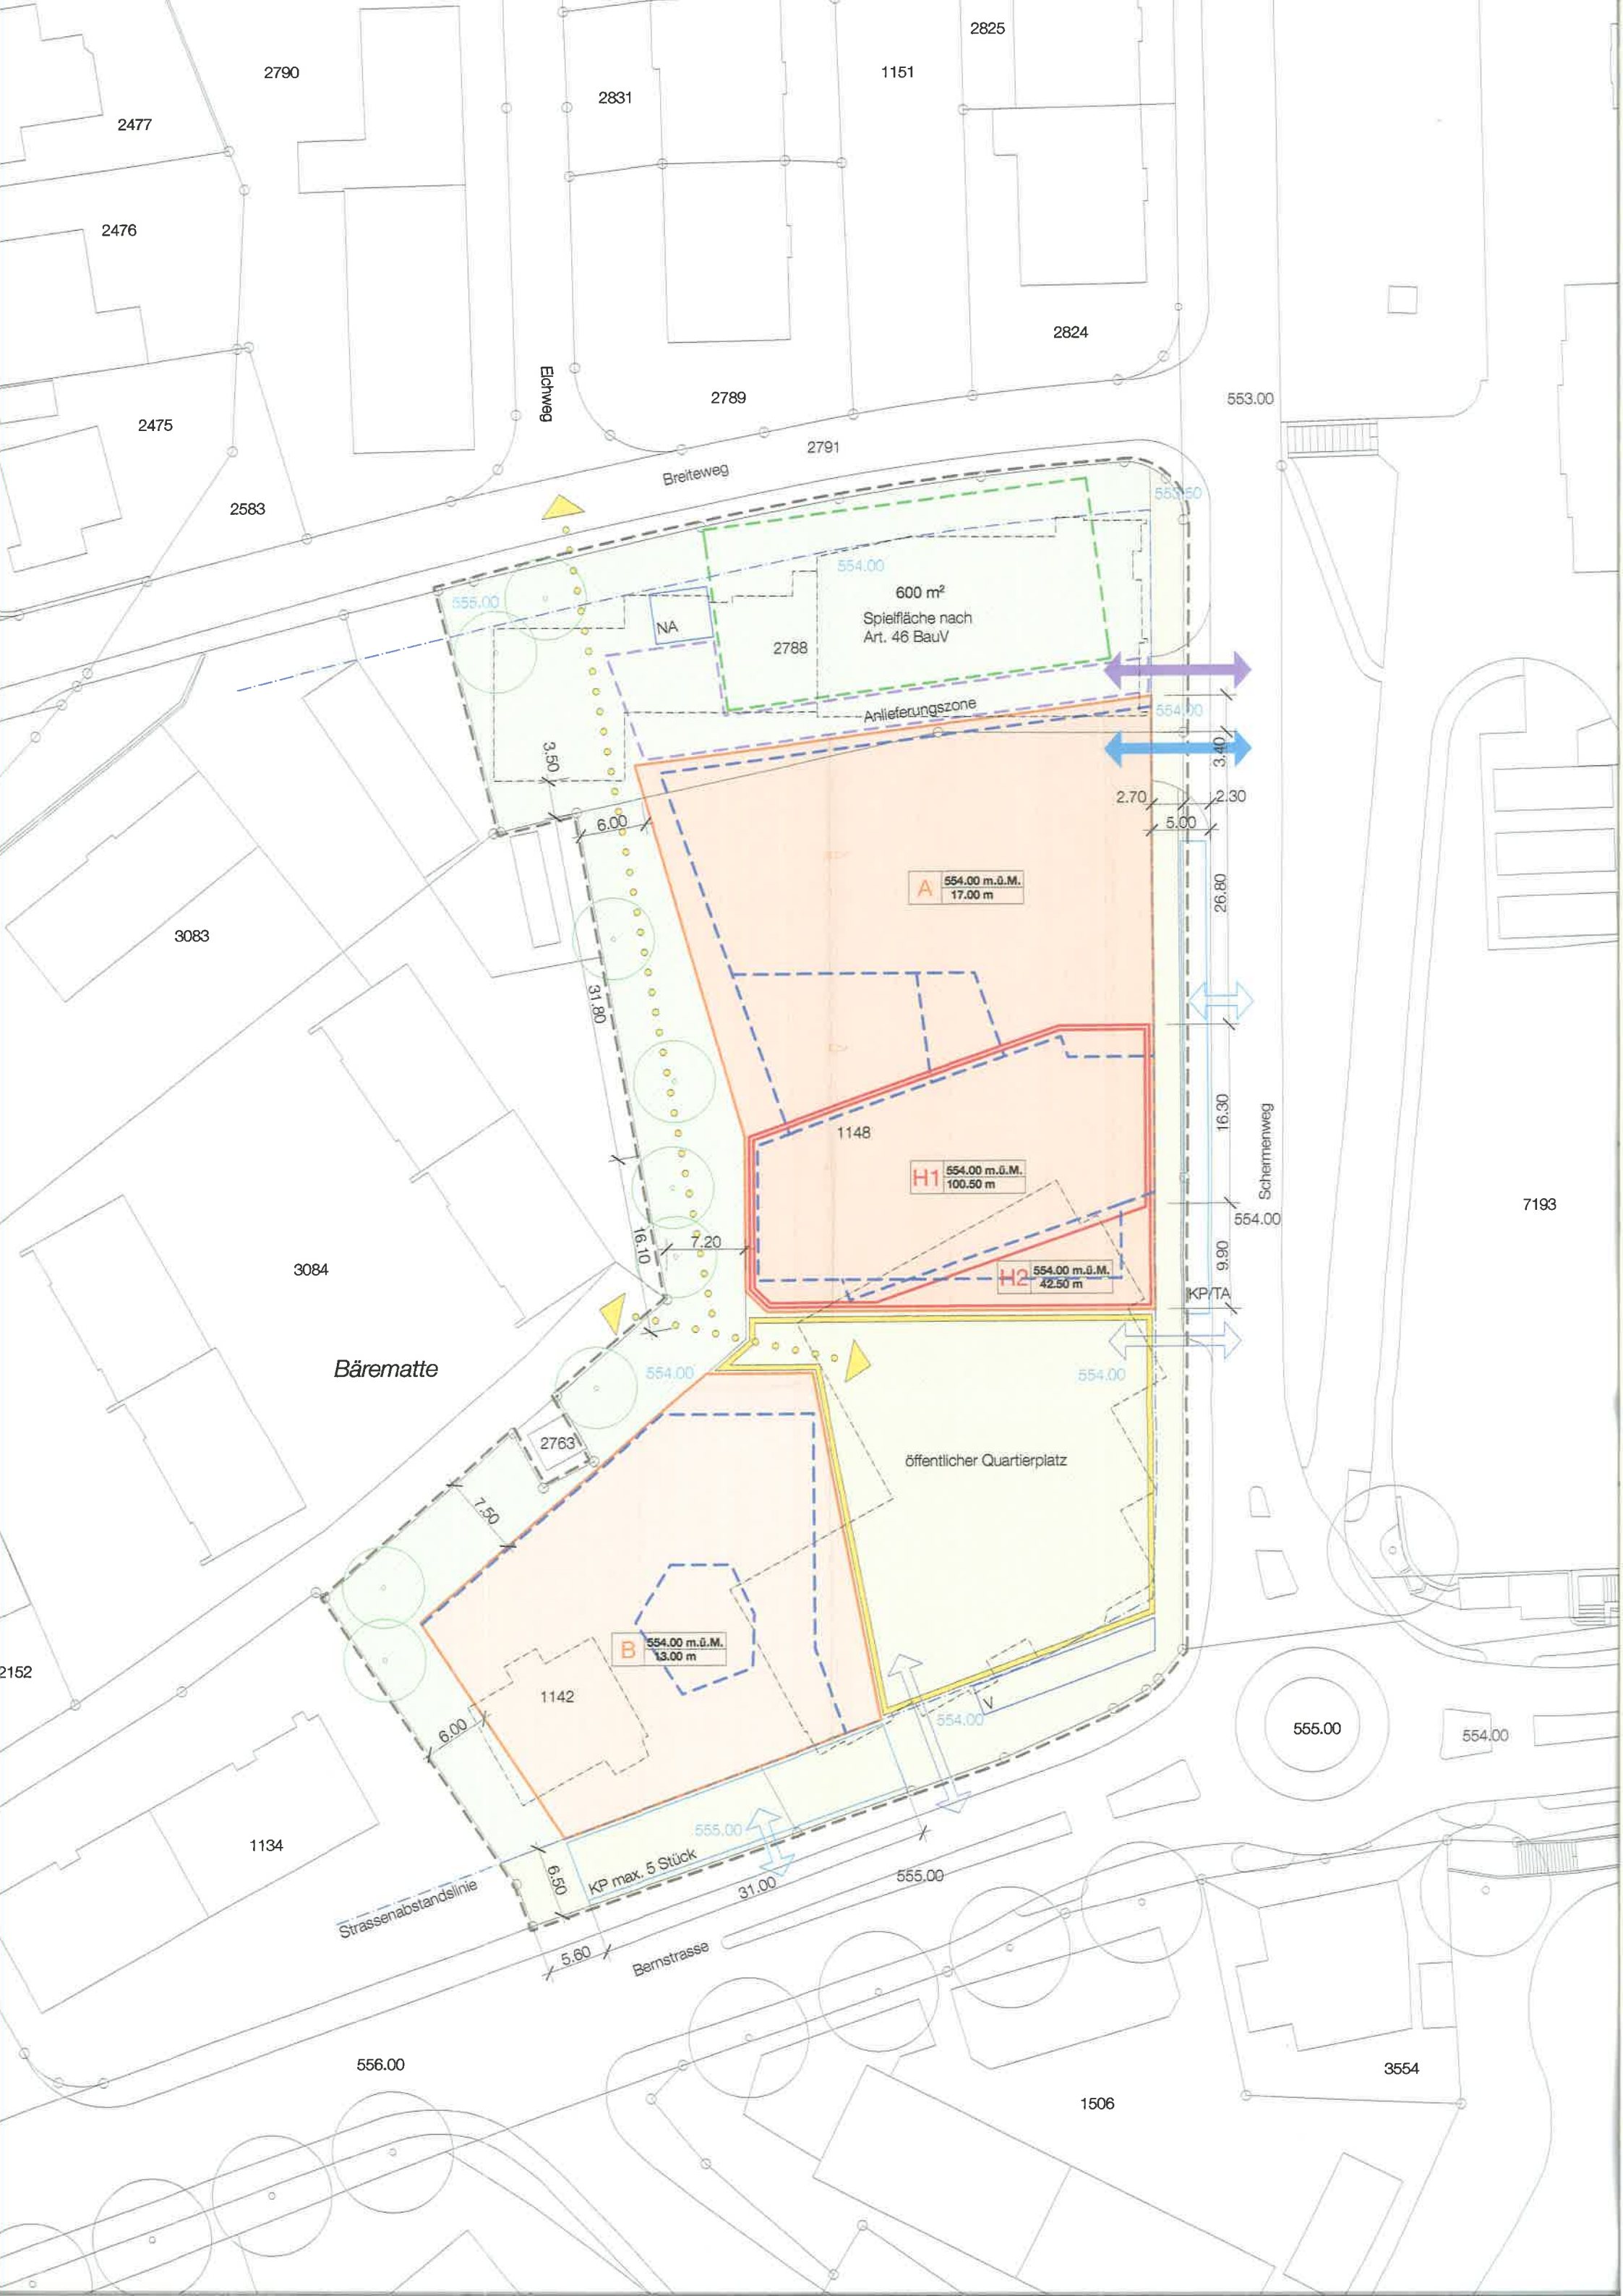 2825
2790
1151
2831
2477
2476
2824
Eichweg
2789
553.00
2475
2791
Breiteweg
2583
553.50
554.00
600 m²
555.00
Spielfläche nach
Art. 46 BauV
NA
2788
Anlieferungszone
554.00
3.50
3.40
2.70
2.30
6.00
5.00
A
554.00 m.ü.M.
17.00 m
26.80
3083
31.80
1148
16.30
Schermenweg
H1
554.00 m.ü.M.
100.50 m
7193
554.00
16.10
7.20
9.90
3084
H2
554.00 m.ü.M.
42.50 m
KP/TA
Bärematte
554.00
554.00
2763
öffentlicher Quartierplatz
7.50
B
554.00 m.ü.M.
13.00 m
2152
1142
V
554.00
6.00
555.00
554.00
555.00
1134
KP max. 5 Stück
6.50
555.00
31.00
Strassenabstandslinie
5.60
Bernstrasse
556.00
3554
1506